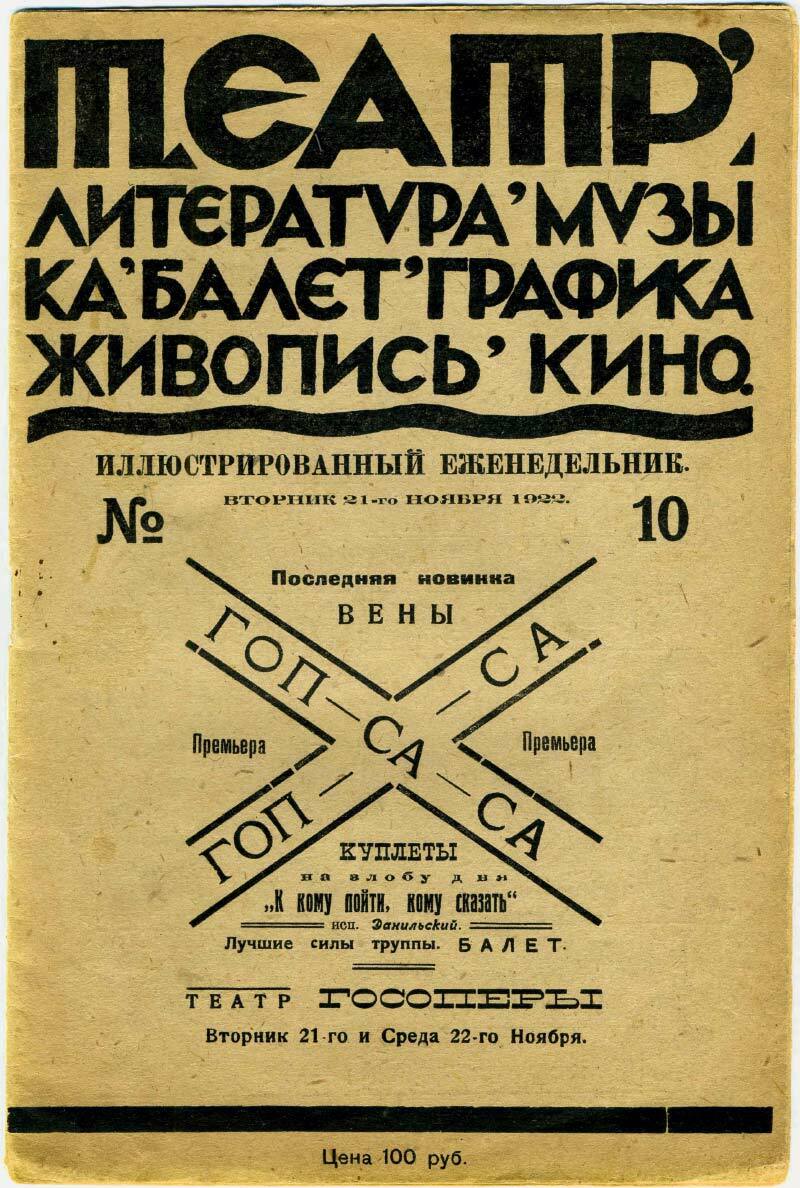 ТЕАТР’.
ЛИТЕРАТУРА’МУЗЫ
КА’БАЛЕТ’ГРАФИКА
ЖИВОПИСЬ’КИНО.
ИЛЛЮСТРИРОВАННЫЙ ЕЖЕНЕДЕЛЬНИК.
ВТОРНИК 21-го НОЯБРЯ 1922.
№ 10
Последняя новинка
ВЕНЫ
ГОП—СА—СА
Премьера Премьера
ГОП—СА—СА
КУПЛЕТЫ
на злобу дня
„К кому пойти, кому сказать“
исп. Данильский.
Лучшие силы труппы. БАЛЕТ.
ТЕАТР ГОСОПЕРЫ
Вторник 21-го и Среда 22-го Ноября.
Цена 100 руб.